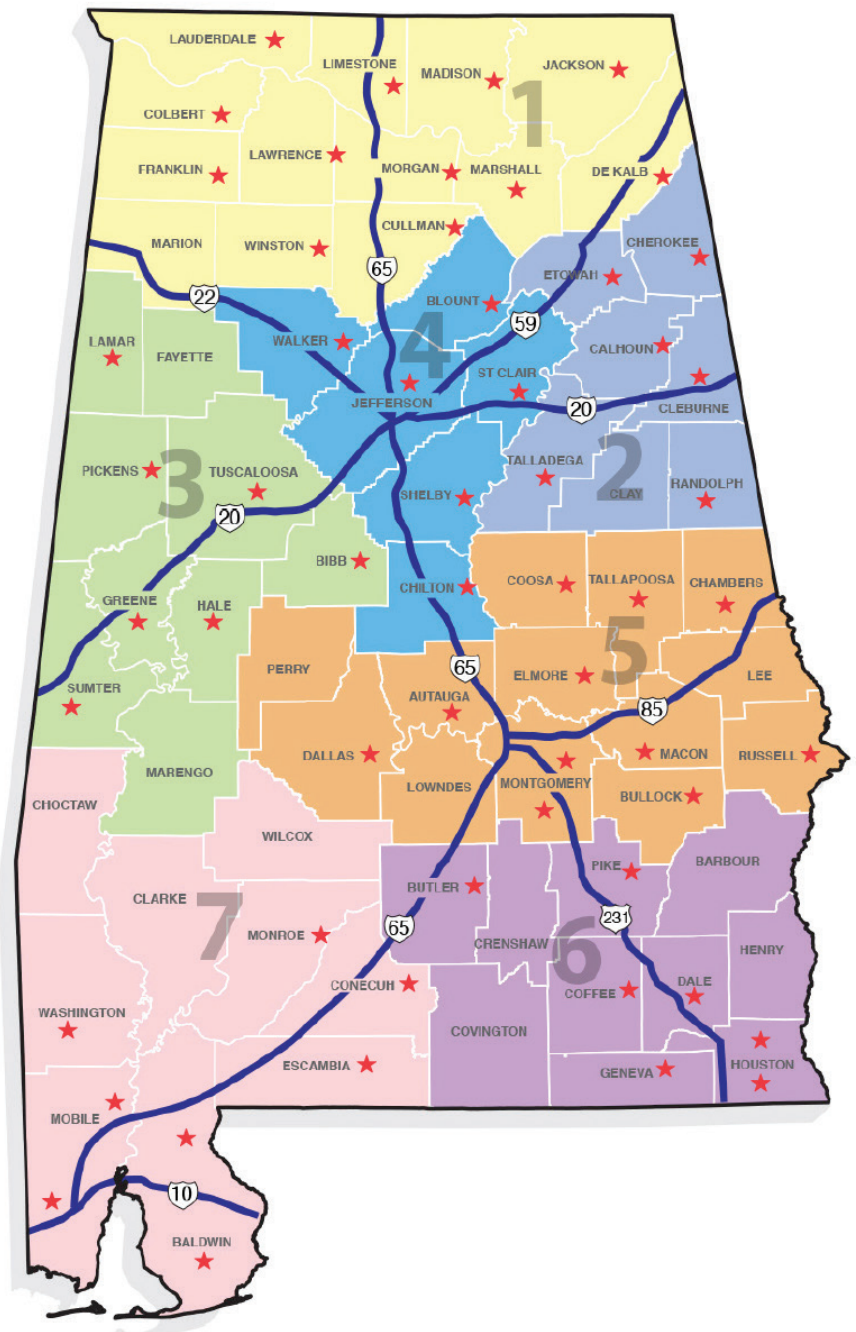 LAUDERDALE
LIMESTONE
MADISON
JACKSON
1
COLBERT
LAWRENCE
FRANKLIN
MORGAN
MARSHALL
DE KALB
MARION
WINSTON
CULLMAN
CHEROKEE
65
22
ETOWAH
BLOUNT
59
LAMAR
FAYETTE
WALKER
4
CALHOUN
ST CLAIR
JEFFERSON
20
CLEBURNE
PICKENS
3
TUSCALOOSA
TALLADEGA
2
RANDOLPH
CLAY
SHELBY
20
BIBB
CHILTON
COOSA
TALLAPOOSA
CHAMBERS
GREENE
HALE
5
PERRY
65
ELMORE
LEE
SUMTER
AUTAUGA
85
DALLAS
MACON
RUSSELL
MARENGO
LOWNDES
MONTGOMERY
BULLOCK
CHOCTAW
WILCOX
PIKE
BARBOUR
BUTLER
CLARKE
7
65
231
MONROE
CRENSHAW
6
HENRY
CONECUH
COFFEE
DALE
WASHINGTON
COVINGTON
ESCAMBIA
GENEVA
HOUSTON
MOBILE
10
BALDWIN